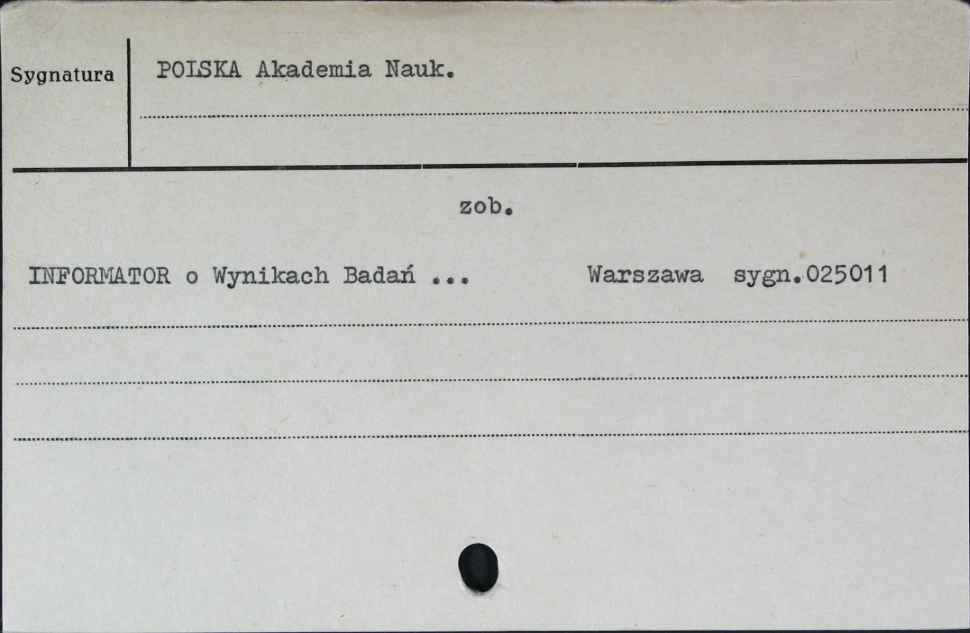 Sygnatura
POLSKA Akademia Nauk.
zob.
INFORMATOR o Wynikach Badań ... Warszawa sygn.025011